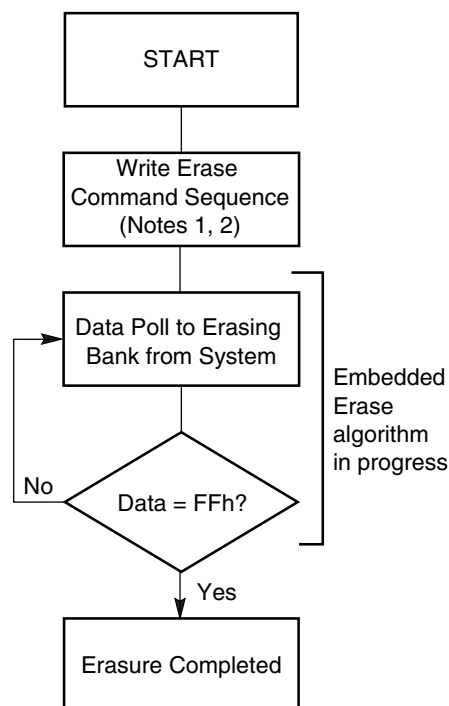 START
Write Erase
Command Sequence
(Notes 1, 2)
Data Poll to Erasing
Bank from System
Embedded
Erase
algorithm
in progress
No
Data = FFh?
Yes
Erasure Completed